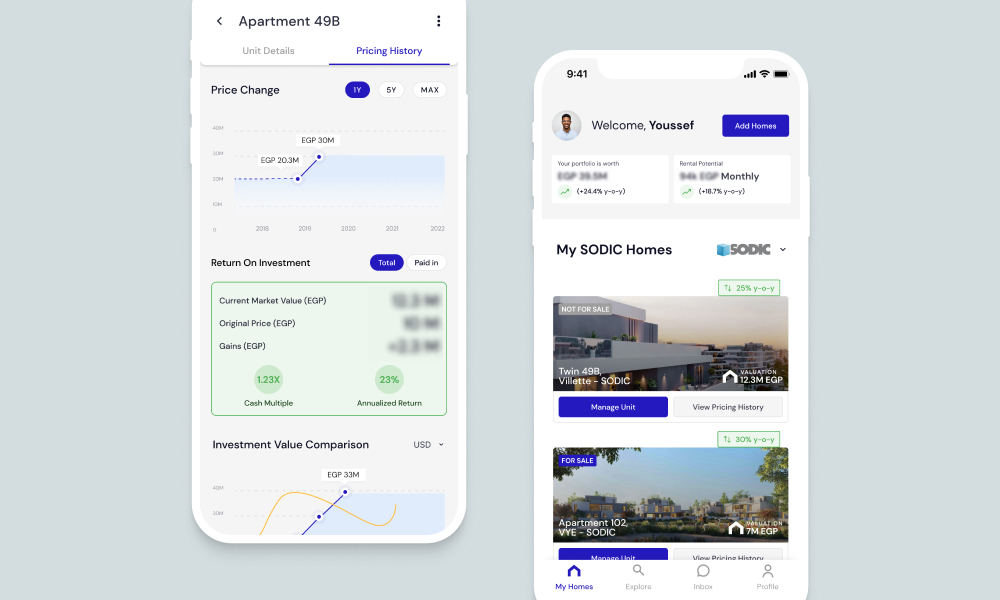 Apartment 49B
Unit Details
Pricing History
Price Change
1Y
5Y
MAX
40M
30M
20M
10M
0
EGP 20.3M
EGP 30M
2018
2019
2020
2021
2022
Return On Investment
Total
Paid in
Current Market Value (EGP)
Original Price (EGP)
Gains (EGP)
1.23X
Cash Multiple
23%
Annualized Return
Investment Value Comparison
USD
EGP 33M
40M
30M
9:41
Welcome, Youssef
Add Homes
Your portfolio is worth
(+24.4% y-o-y)
Rental Potential
Monthly
(+18.7% y-o-y)
My SODIC Homes
SODIC
25% y-o-y
NOT FOR SALE
Twin 49B,
Villette - SODIC
VALUATION
12.3M EGP
Manage Unit
View Pricing History
30% y-o-y
FOR SALE
Apartment 102,
VYE - SODIC
VALUATION
7M EGP
Manage Unit
View Pricing History
My Homes
Explore
Inbox
Profile